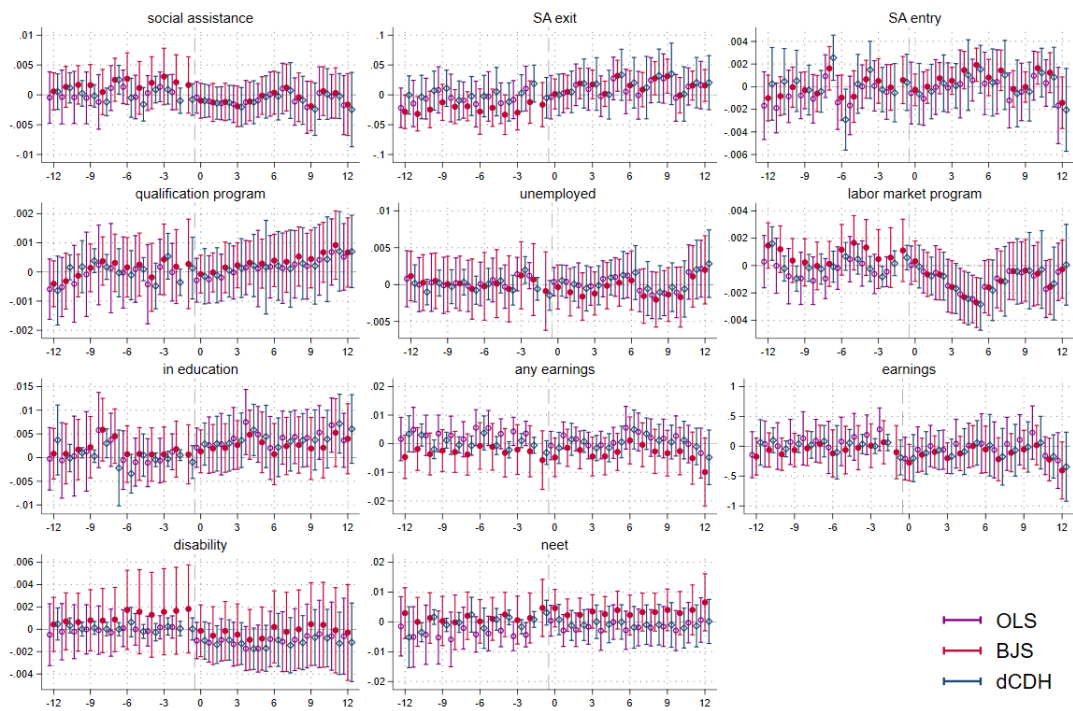 social assistance SA exit SA entry
.01 .1 .004
.005 .05 .002
0 0 0
-.005 -.05 -.002
-.01 -.1 -.004
-.006
-12 -9 -6 -3 0 3 6 9 12 -12 -9 -6 -3 0 3 6 9 12 -12 -9 -6 -3 0 3 6 9 12
qualification program unemployed labor market program
.002 .01 .004
.001 .005 .002
0 0 0
-.001 -.005 -.002
-.002 -.004
-12 -9 -6 -3 0 3 6 9 12 -12 -9 -6 -3 0 3 6 9 12 -12 -9 -6 -3 0 3 6 9 12
in education any earnings earnings
.015 .02 1
.01 .01 .5
.005 0 0
0 -.01 -.5
-.005 -.02 -1
-.01
-12 -9 -6 -3 0 3 6 9 12 -12 -9 -6 -3 0 3 6 9 12 -12 -9 -6 -3 0 3 6 9 12
disability neet
.006 .02
.004 .01
.002 0
0 -.01
-.002 -.02
-.004
-12 -9 -6 -3 0 3 6 9 12 -12 -9 -6 -3 0 3 6 9 12
OLS
BJS
dCDH